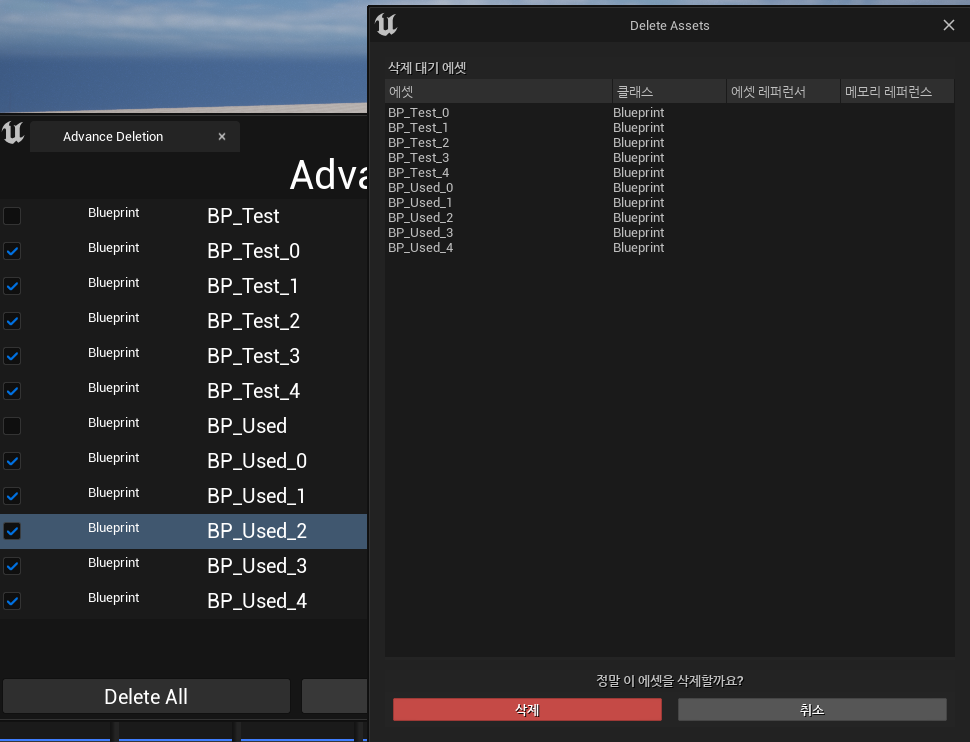 Delete Assets
삭제 대기 에셋
에셋 클래스 에셋 레퍼런서 메모리 레퍼런스
BP_Test_0 Blueprint
BP_Test_1 Blueprint
BP_Test_2 Blueprint
BP_Test_3 Blueprint
BP_Test_4 Blueprint
BP_Used_0 Blueprint
BP_Used_1 Blueprint
BP_Used_2 Blueprint
BP_Used_3 Blueprint
BP_Used_4 Blueprint
정말 이 에셋을 삭제할까요?
삭제 취소
Advance Deletion
Adva
Blueprint BP_Test
Blueprint BP_Test_0
Blueprint BP_Test_1
Blueprint BP_Test_2
Blueprint BP_Test_3
Blueprint BP_Test_4
Blueprint BP_Used
Blueprint BP_Used_0
Blueprint BP_Used_1
Blueprint BP_Used_2
Blueprint BP_Used_3
Blueprint BP_Used_4
Delete All